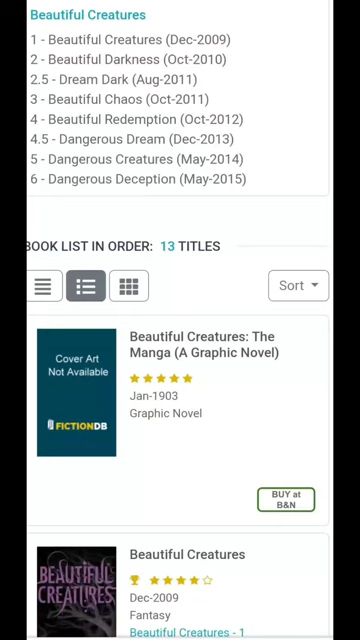 Beautiful Creatures
1 - Beautiful Creatures (Dec-2009)
2 - Beautiful Darkness (Oct-2010)
2.5 - Dream Dark (Aug-2011)
3 - Beautiful Chaos (Oct-2011)
4 - Beautiful Redemption (Oct-2012)
4.5 - Dangerous Dream (Dec-2013)
5 - Dangerous Creatures (May-2014)
6 - Dangerous Deception (May-2015)
BOOK LIST IN ORDER: 13 TITLES
Sort
Cover Art
Not Available
FICTIONDB
Beautiful Creatures: The
Manga (A Graphic Novel)
Jan-1903
Graphic Novel
BUY at
B&N
BEAUTIFUL
CREATURES
Beautiful Creatures
Dec-2009
Fantasy
Beautiful Creatures - 1